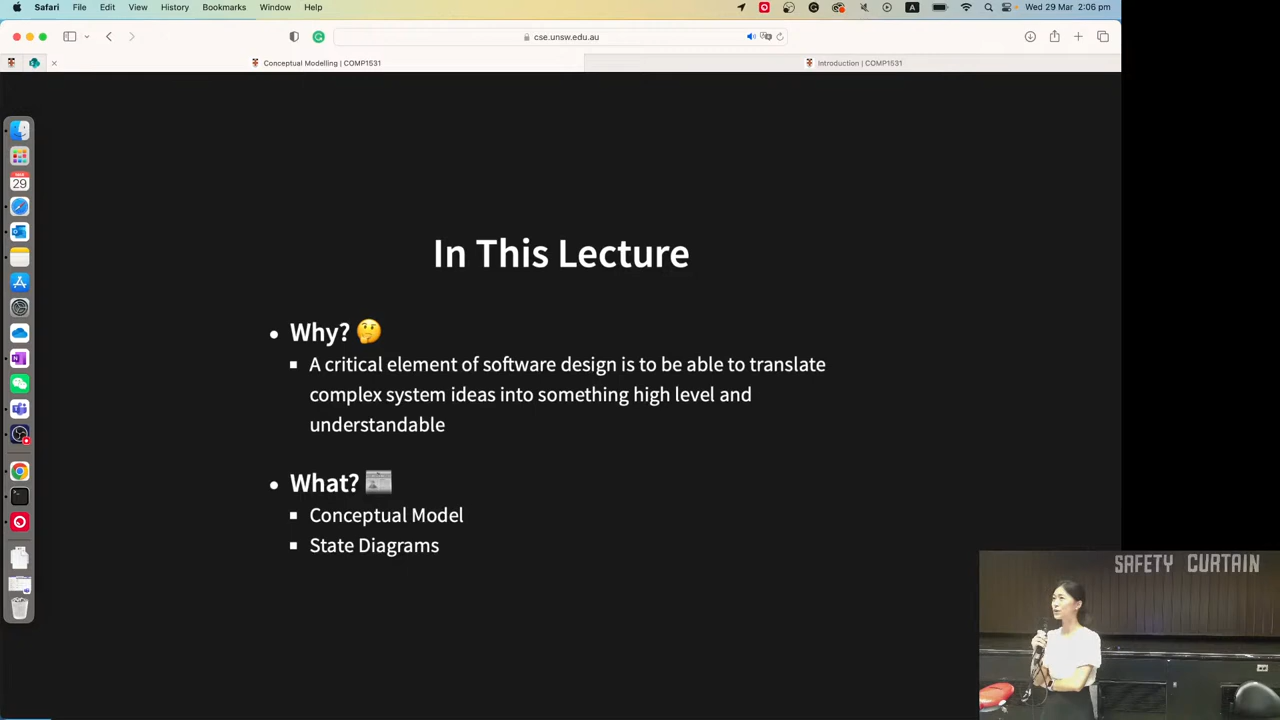 Safari File Edit View History Bookmarks Window Help
A
Wed 29 Mar 2:06 pm
cse.unsw.edu.au
Conceptual Modelling | COMP1531
Introduction | COMP1531
29
In This Lecture
Why? 🤔
A critical element of software design is to be able to translate
complex system ideas into something high level and
understandable
What? 📰
Conceptual Model
State Diagrams
SAFETY CURTAIN